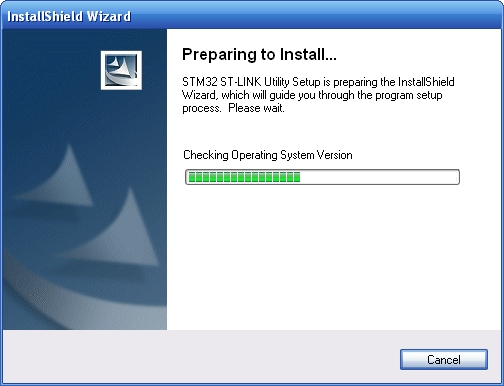 InstallShield Wizard
Preparing to Install...
STM32 ST-LINK Utility Setup is preparing the InstallShield
Wizard, which will guide you through the program setup
process. Please wait.
Checking Operating System Version
Cancel